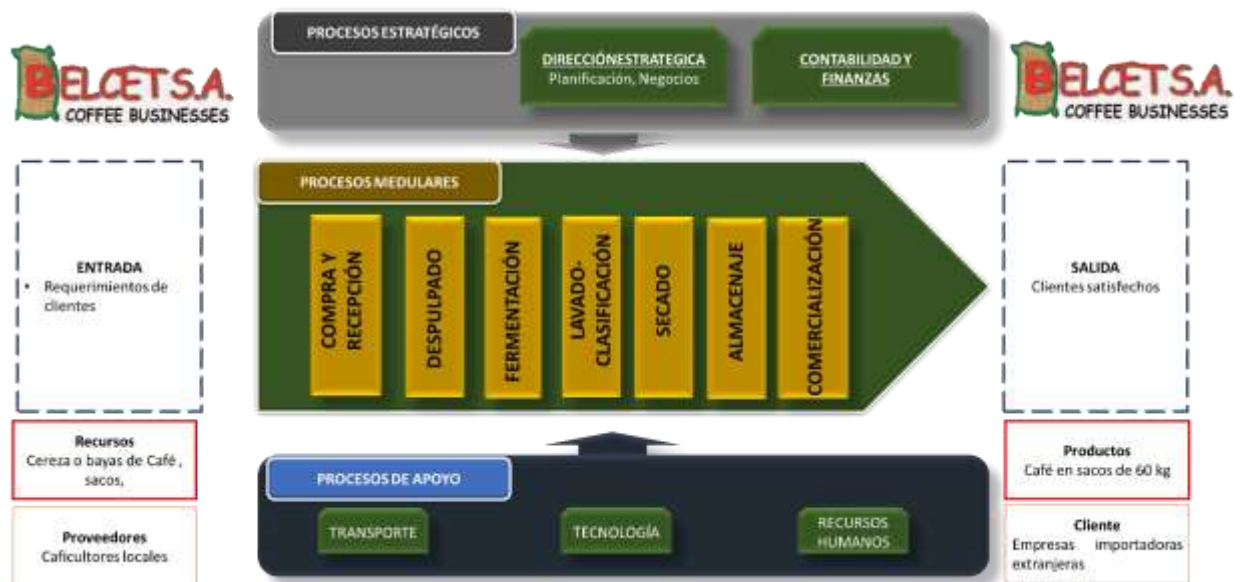 PROCESOS ESTRATÉGICOS
DIRECCIÓNESTRATEGICA
Planificación, Negocios
CONTABILIDAD Y
FINANZAS
BELCET S.A.
COFFEE BUSINESSES
BELCET S.A.
COFFEE BUSINESSES
PROCESOS MEDULARES
ENTRADA
• Requerimientos de
clientes
COMPRA Y
RECEPCIÓN
DESPULPADO
FERMENTACIÓN
LAVADO-
CLASIFICACIÓN
SECADO
ALMACENAJE
COMERCIALIZACIÓN
SALIDA
Clientes satisfechos
Recursos
Cereza o bayas de Café ,
sacos,
Proveedores
Caficultores locales
PROCESOS DE APOYO
TRANSPORTE
TECNOLOGÍA
RECURSOS
HUMANOS
Productos
Café en sacos de 60 kg
Cliente
Empresas importadoras
extranjeras